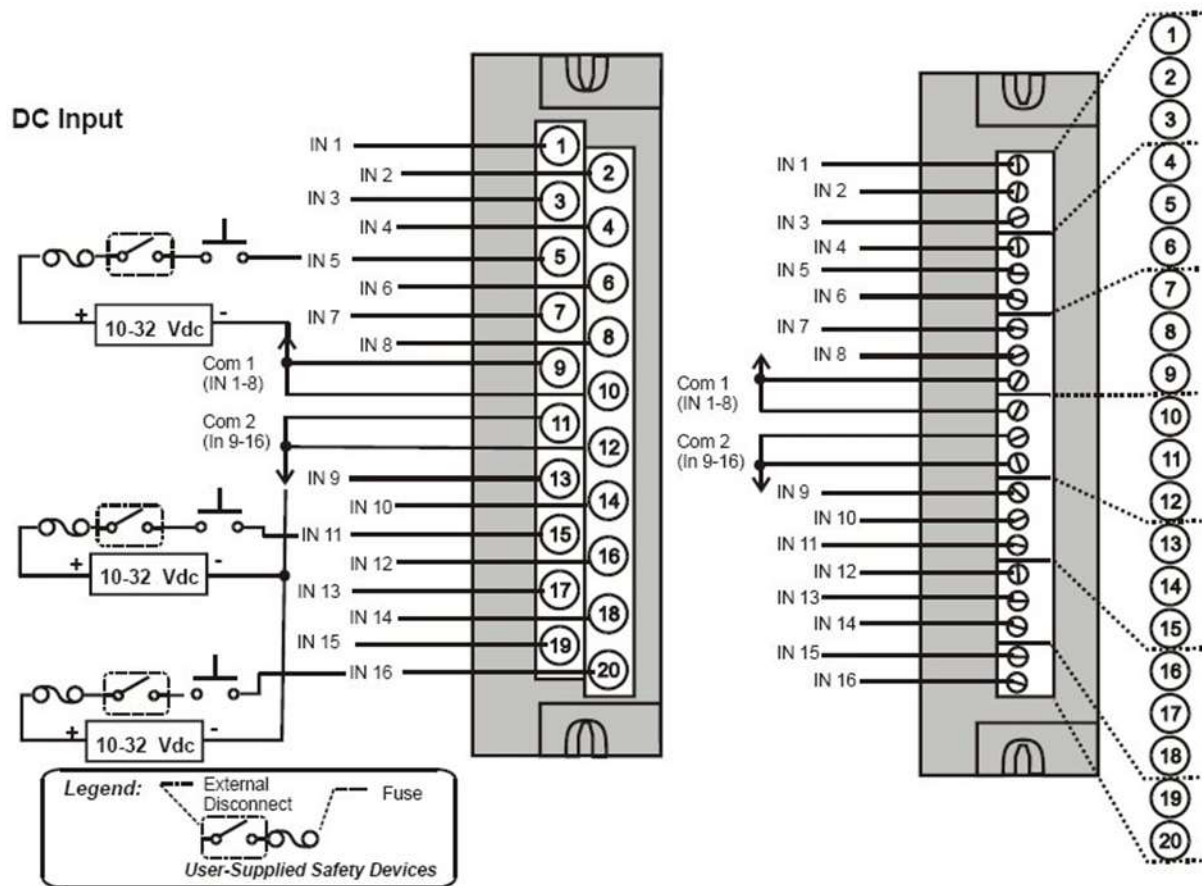 DC Input
IN 1
IN 2
IN 3
IN 4
IN 5
IN 6
IN 7
IN 8
+ 10-32 Vdc -
Com 1
(IN 1-8)
Com 2
(In 9-16)
IN 9
IN 10
IN 11
IN 12
IN 13
IN 14
IN 15
IN 16
+ 10-32 Vdc -
+ 10-32 Vdc -
1
2
3
4
5
6
7
8
9
10
11
12
13
14
15
16
17
18
19
20
Legend:
External
Disconnect
Fuse
User-Supplied Safety Devices
IN 1
IN 2
IN 3
IN 4
IN 5
IN 6
IN 7
IN 8
Com 1
(IN 1-8)
Com 2
(In 9-16)
IN 9
IN 10
IN 11
IN 12
IN 13
IN 14
IN 15
IN 16
1
2
3
4
5
6
7
8
9
10
11
12
13
14
15
16
17
18
19
20